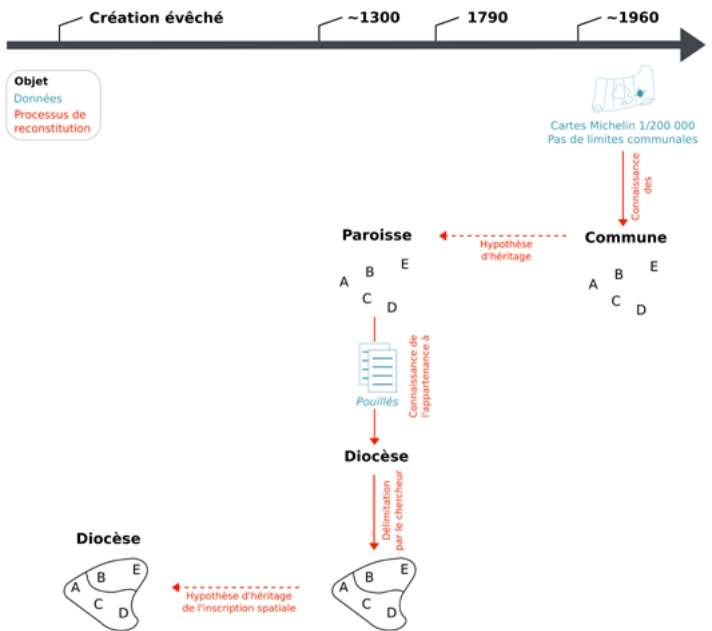 Création évêché
~1300
1790
~1960
Objet
Données
Processus de
reconstitution
Cartes Michelin 1/200 000
Pas de limites communales
Connaissance
des
Paroisse
Hypothèse
d'héritage
Commune
A
B
E
C
D
A
B
E
C
D
Pouillés
Connaissance de
l'appartenance à
Diocèse
Délimitation
par le chercheur
Diocèse
A
B
E
C
D
Hypothèse d'héritage
de l'inscription spatiale
A
B
E
C
D